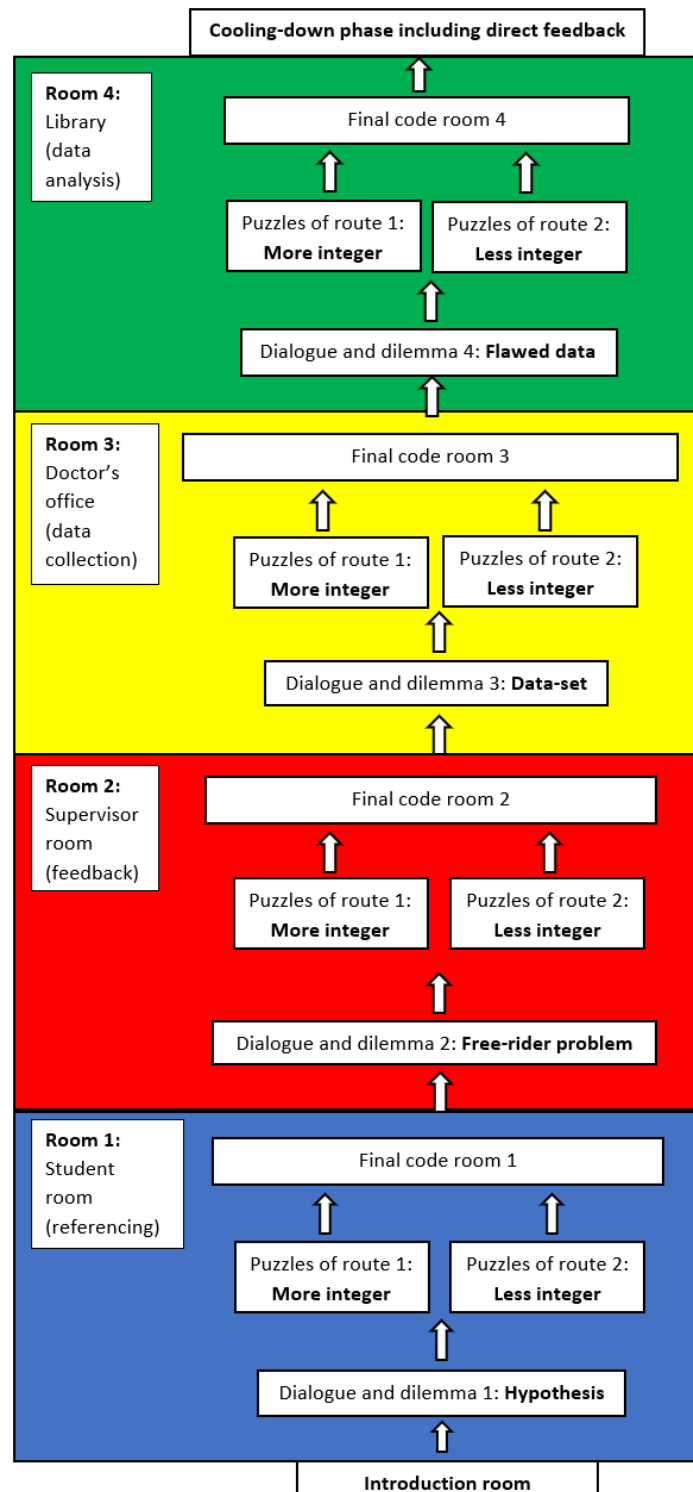 Cooling-down phase including direct feedback
Room 4:
Library
(data
analysis)
Final code room 4
Puzzles of route 1:
More integer
Puzzles of route 2:
Less integer
Dialogue and dilemma 4: Flawed data
Room 3:
Doctor’s
office
(data
collection)
Final code room 3
Puzzles of route 1:
More integer
Puzzles of route 2:
Less integer
Dialogue and dilemma 3: Data-set
Room 2:
Supervisor
room
(feedback)
Final code room 2
Puzzles of route 1:
More integer
Puzzles of route 2:
Less integer
Dialogue and dilemma 2: Free-rider problem
Room 1:
Student
room
(referencing)
Final code room 1
Puzzles of route 1:
More integer
Puzzles of route 2:
Less integer
Dialogue and dilemma 1: Hypothesis
Introduction room